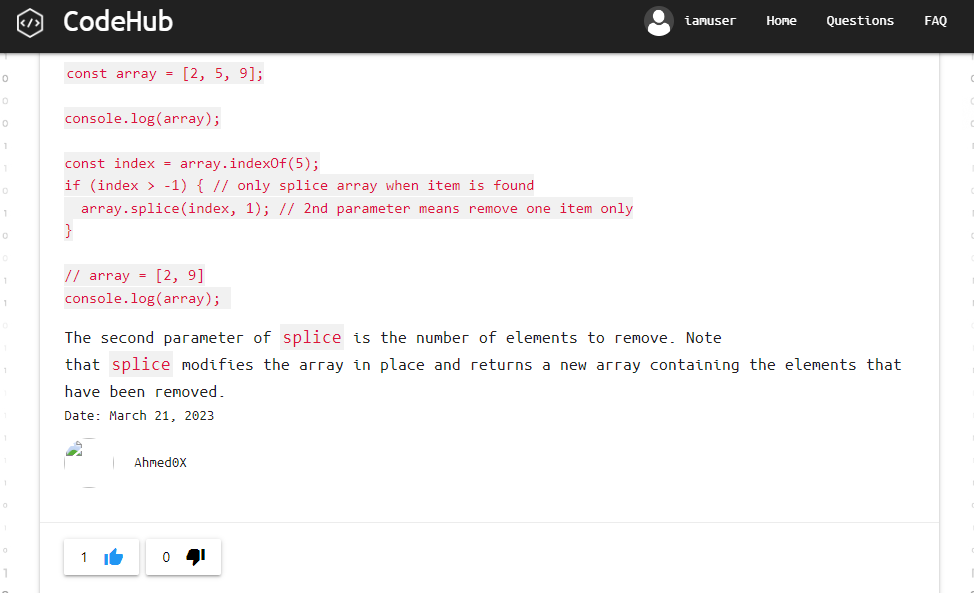 CodeHub
iamuser Home Questions FAQ
const array = [2, 5, 9];
console.log(array);
const index = array.indexOf(5);
if (index > -1) { // only splice array when item is found
  array.splice(index, 1); // 2nd parameter means remove one item only
}
// array = [2, 9]
console.log(array);
The second parameter of splice is the number of elements to remove. Note
that splice modifies the array in place and returns a new array containing the elements that
have been removed.
Date: March 21, 2023
Ahmed0X
1 0